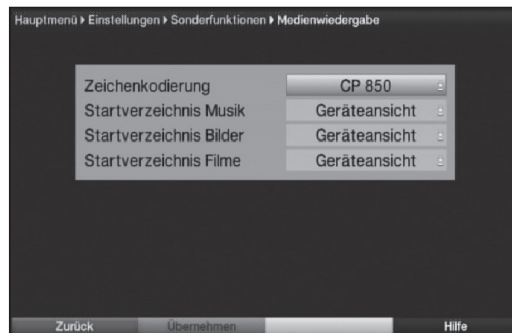 Hauptmenü ▸ Einstellungen ▸ Sonderfunktionen ▸ Medienwiedergabe
Zeichenkodierung CP 850
Startverzeichnis Musik Geräteansicht
Startverzeichnis Bilder Geräteansicht
Startverzeichnis Filme Geräteansicht
Zurück Übernehmen Hilfe